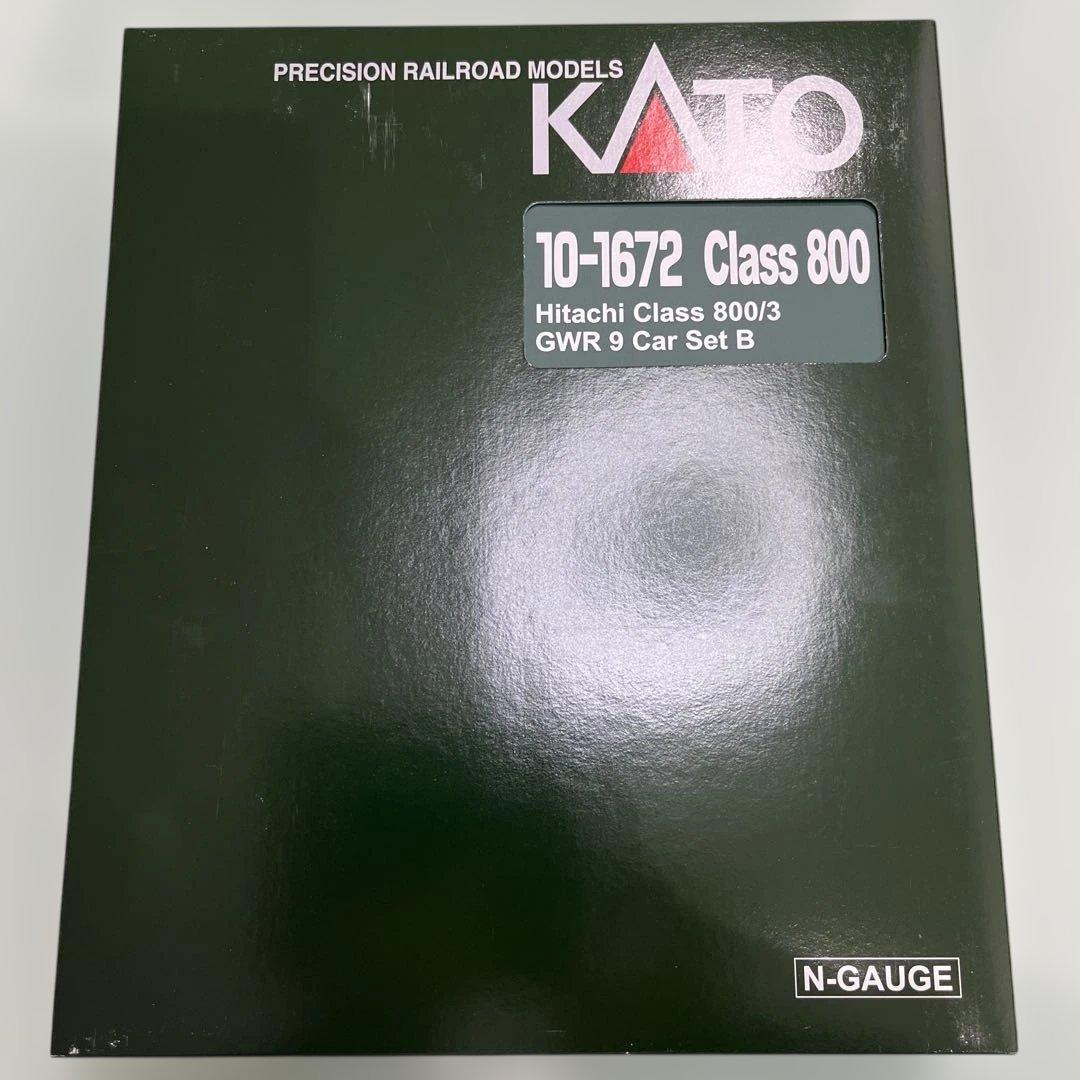 PRECISION RAILROAD MODELS
KATO
10-1672 Class 800
Hitachi Class 800/3
GWR 9 Car Set B
N-GAUGE